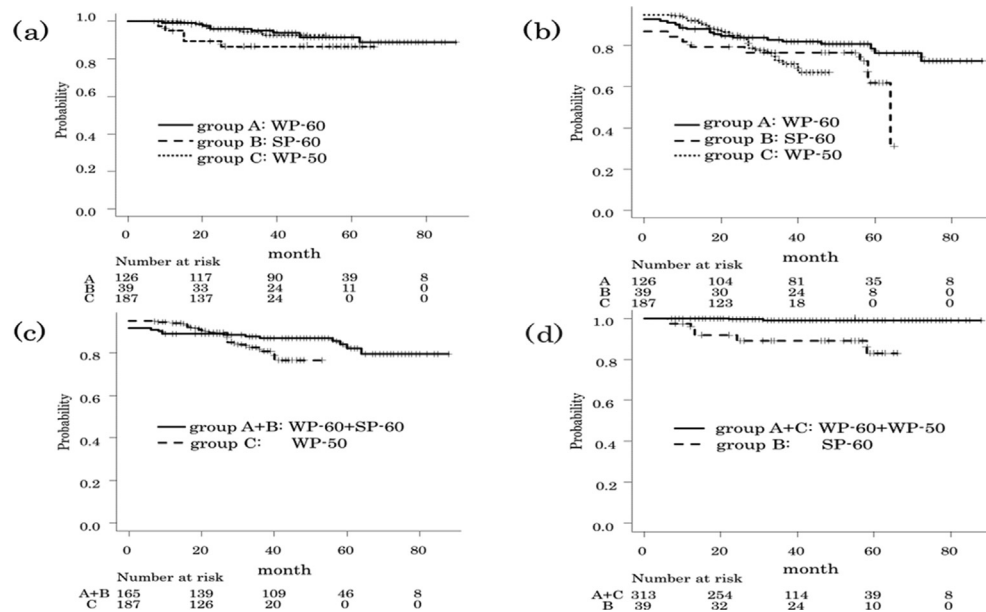 (a)
1.0
0.8
0.6
0.4
0.2
0.0
Probability
group A: WP-60
group B: SP-60
group C: WP-50
0 20 40 60 80
month
Number at risk
A 126 117 90 39 8
B 39 33 24 11 0
C 187 137 24 0 0
(b)
0.8
0.6
0.4
0.2
0.0
Probability
group A: WP-60
group B: SP-60
group C: WP-50
0 20 40 60 80
month
Number at risk
A 126 104 81 35 8
B 39 30 24 8 0
C 187 123 18 0 0
(c)
0.8
0.6
0.4
0.2
0.0
Probability
group A+B: WP-60+SP-60
group C: WP-50
0 20 40 60 80
month
Number at risk
A+B 165 139 109 46 8
C 187 126 20 0 0
(d)
1.0
0.8
0.6
0.4
0.2
0.0
Probability
group A+C: WP-60+WP-50
group B: SP-60
0 20 40 60 80
month
Number at risk
A+C 313 254 114 39 8
B 39 32 24 10 0